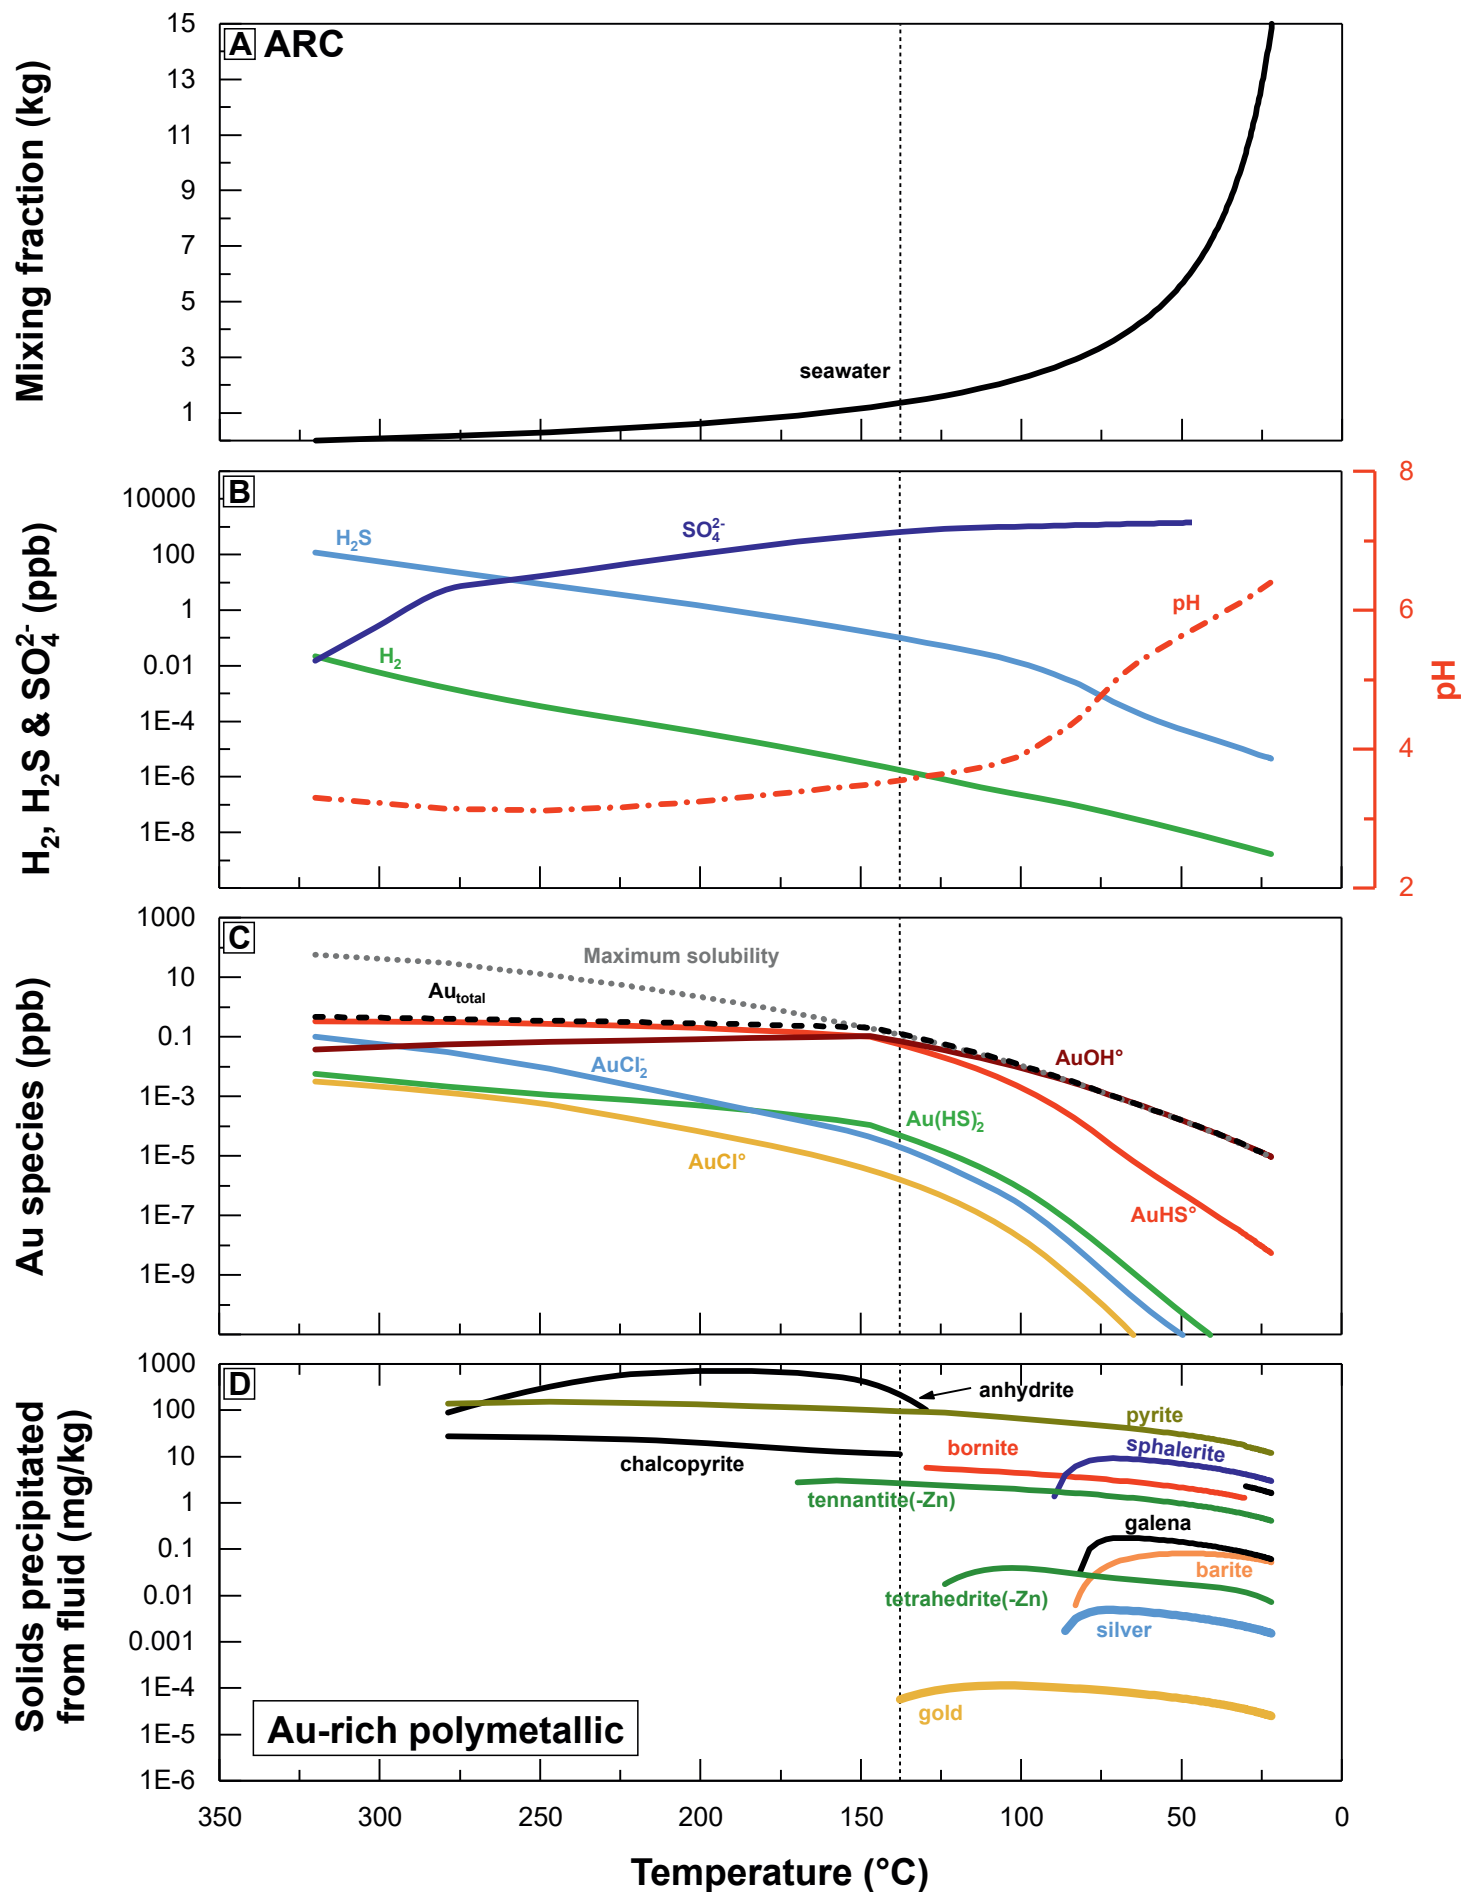 A ARC
Mixing fraction (kg)
15
13
11
9
7
5
3
1
seawater
B
H₂, H₂S & SO₄²⁻ (ppb)
10000
100
1
0.01
1E-4
1E-6
1E-8
H₂S
SO₄²⁻
H₂
pH
8
6
4
2
pH
C
Au species (ppb)
1000
10
0.1
1E-3
1E-5
1E-7
1E-9
Maximum solubility
Au_total
AuCl₂⁻
AuOH°
Au(HS)₂⁻
AuCl°
AuHS°
D
Solids precipitated
from fluid (mg/kg)
1000
100
10
1
0.1
0.01
0.001
1E-4
1E-5
1E-6
anhydrite
pyrite
chalcopyrite
bornite
sphalerite
tennantite(-Zn)
galena
barite
tetrahedrite(-Zn)
silver
gold
Au-rich polymetallic
350 300 250 200 150 100 50 0
Temperature (°C)